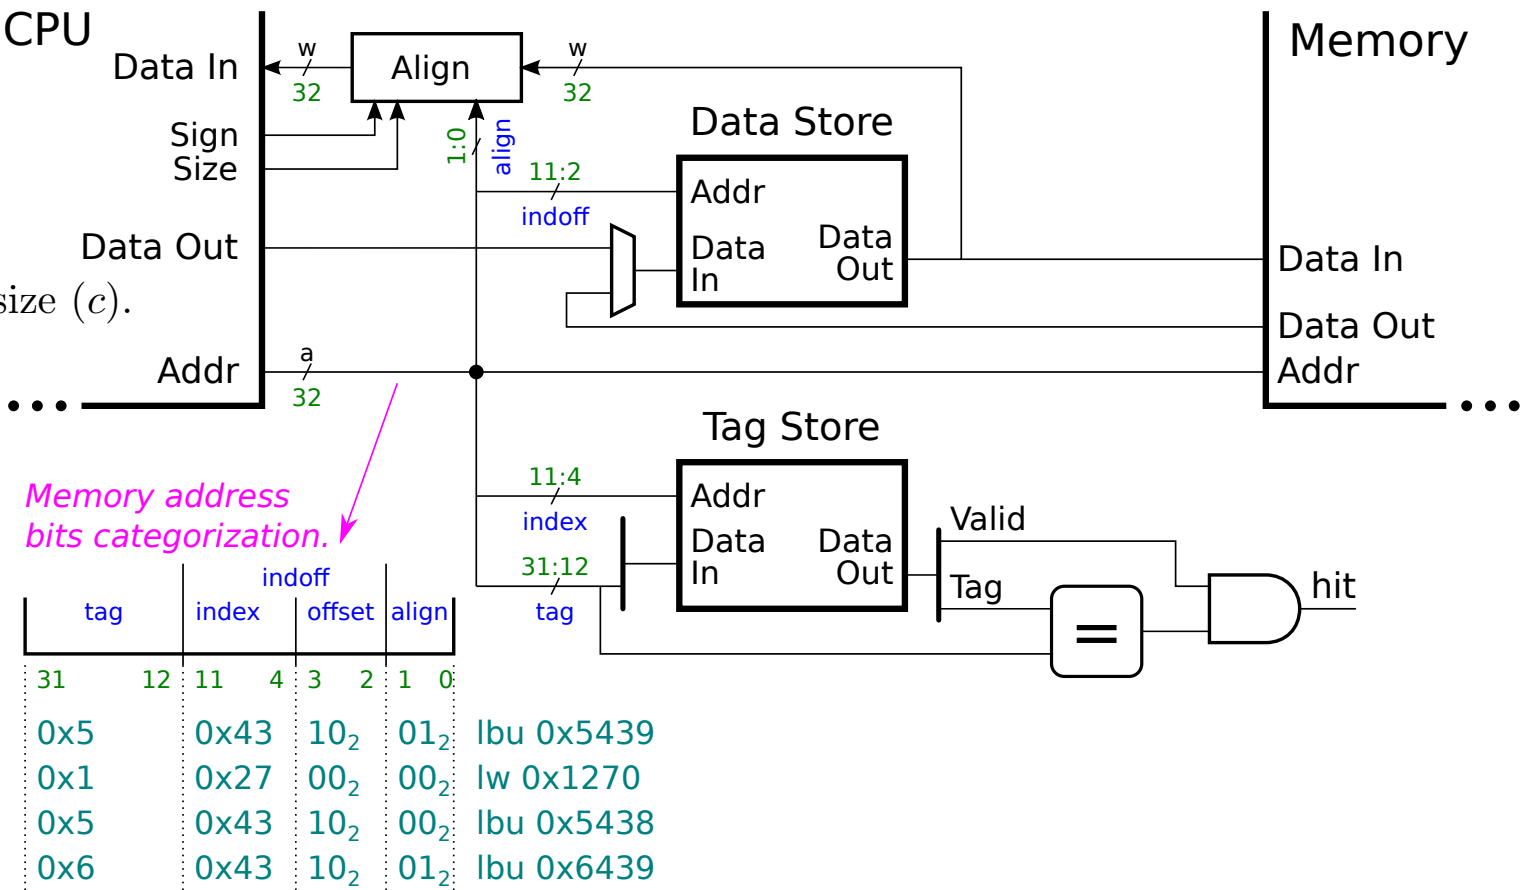 CPU
Memory
w
w
Data In
Align
32
32
Sign
Size
1:0
align
Data Store
11:2
indoff
Addr
Data Out
Data
In
Data
Out
Data In
size (c).
Data Out
a
Addr
32
Addr
Tag Store
Memory address
bits categorization.
11:4
index
Addr
Data
In
Data
Out
Valid
31:12
tag
Tag
=
hit
indoff
tag index offset align
31 12 11 4 3 2 1 0
0x5 0x43 10₂ 01₂ lbu 0x5439
0x1 0x27 00₂ 00₂ lw 0x1270
0x5 0x43 10₂ 00₂ lbu 0x5438
0x6 0x43 10₂ 01₂ lbu 0x6439